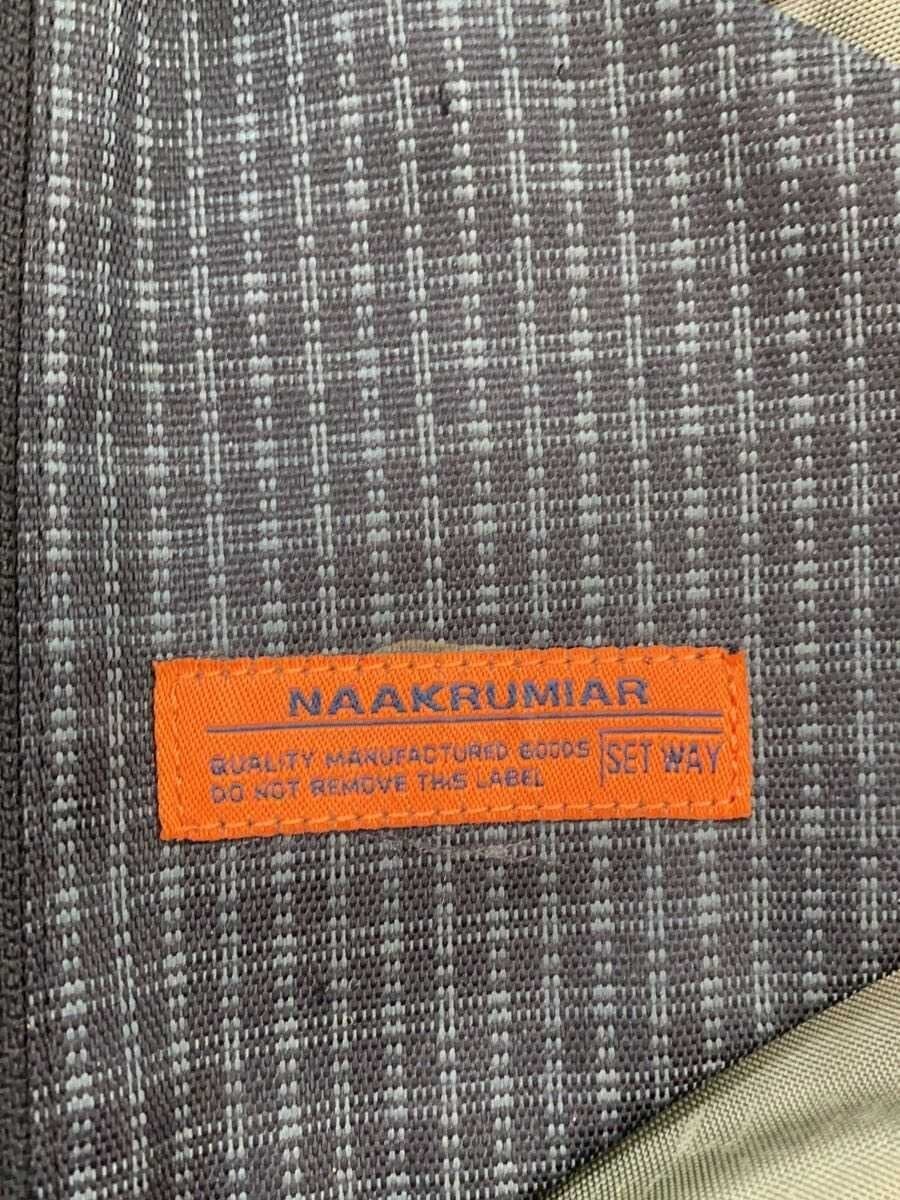 NAAKRUMIAR
QUALITY MANUFACTURED GOODS
DO NOT REMOVE THIS LABEL
SET WAY